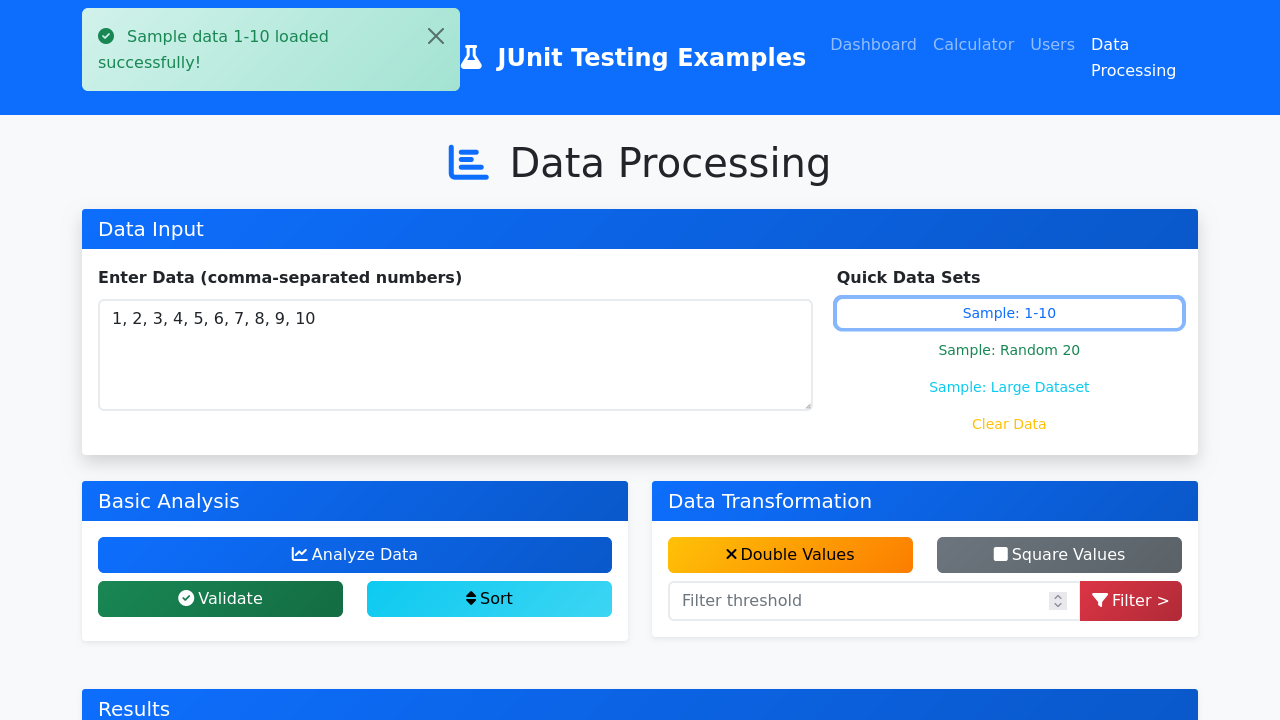 Sample data 1-10 loaded
successfully!
JUnit Testing Examples
Dashboard
Calculator
Users
Data
Processing
Data Processing
Data Input
Enter Data (comma-separated numbers)
1, 2, 3, 4, 5, 6, 7, 8, 9, 10
Quick Data Sets
Sample: 1-10
Sample: Random 20
Sample: Large Dataset
Clear Data
Basic Analysis
Analyze Data
Validate
Sort
Data Transformation
Double Values
Square Values
Filter threshold
Filter >
Results